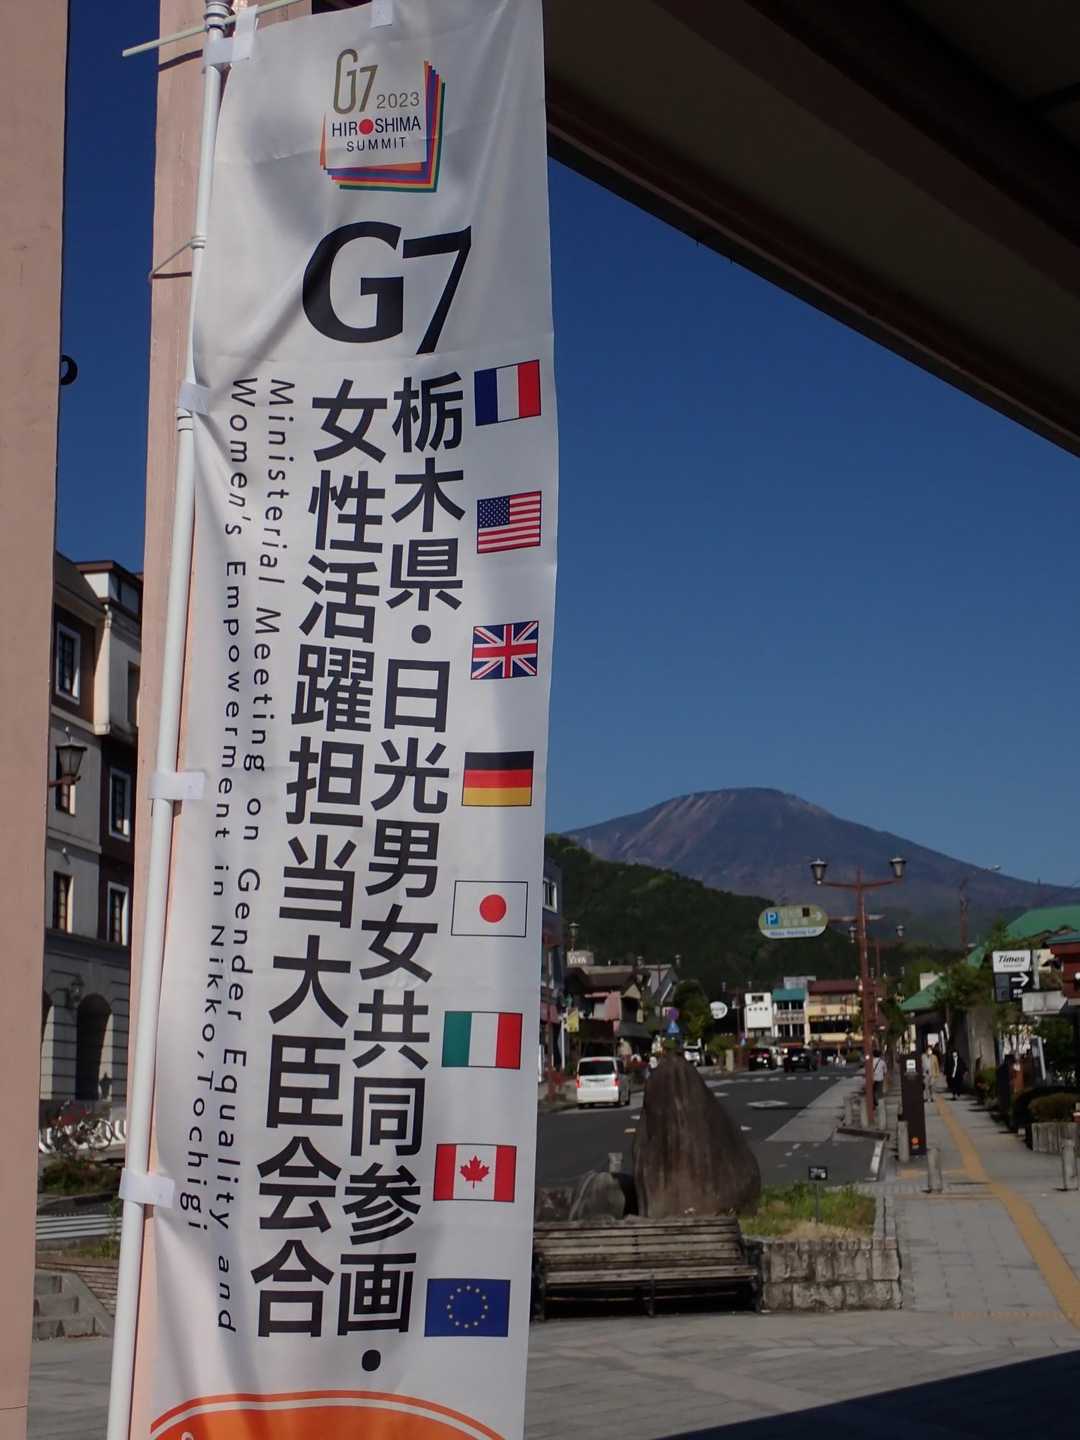 G7 2023
HIROSHIMA
SUMMIT
G7
栃木県・日光男女共同参画・
女性活躍担当大臣会合
Ministerial Meeting on Gender Equality and
Women's Empowerment in Nikko, Tochigi
P
Times